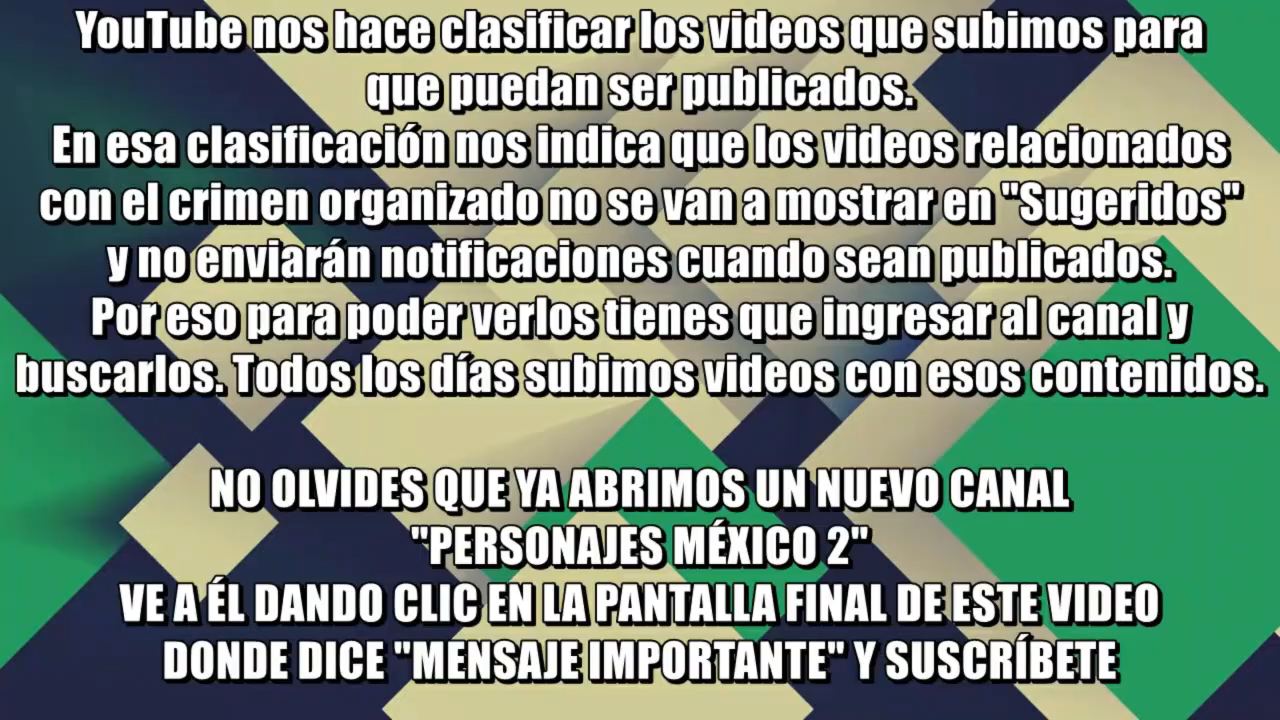 YouTube nos hace clasificar los videos que subimos para
que puedan ser publicados.
En esa clasificación nos indica que los videos relacionados
con el crimen organizado no se van a mostrar en "Sugeridos"
y no enviarán notificaciones cuando sean publicados.
Por eso para poder verlos tienes que ingresar al canal y
buscarlos. Todos los días subimos videos con esos contenidos.
NO OLVIDES QUE YA ABRIMOS UN NUEVO CANAL
"PERSONAJES MÉXICO 2"
VE A ÉL DANDO CLIC EN LA PANTALLA FINAL DE ESTE VIDEO
DONDE DICE "MENSAJE IMPORTANTE" Y SUSCRÍBETE